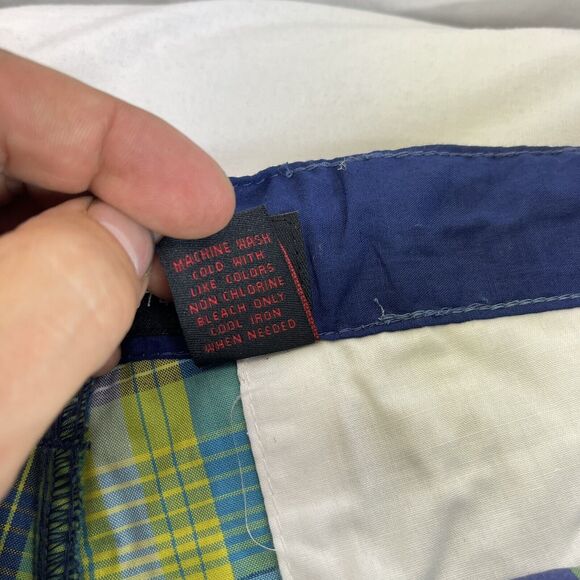 MACHINE WASH
COLD WITH
LIKE COLORS
NON CHLORINE
BLEACH ONLY
COOL IRON
WHEN NEEDED